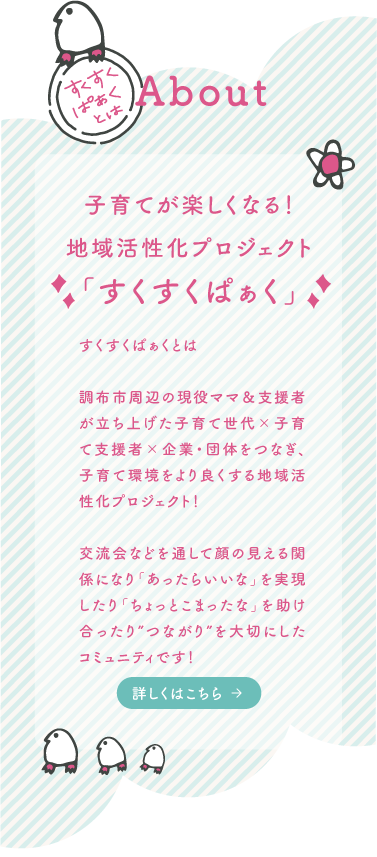 すくすく
ぱぁく
とは
About
子育てが楽しくなる！
地域活性化プロジェクト
「すくすくぱぁく」
すくすくぱぁくとは
調布市周辺の現役ママ＆支援者
が立ち上げた子育て世代×子育
て支援者×企業・団体をつなぎ、
子育て環境をより良くする地域活
性化プロジェクト！
交流会などを通して顔の見える関
係になり「あったらいいな」を実現
したり「ちょっとこまったな」を助け
合ったり”つながり”を大切にした
コミュニティです！
詳しくはこちら →